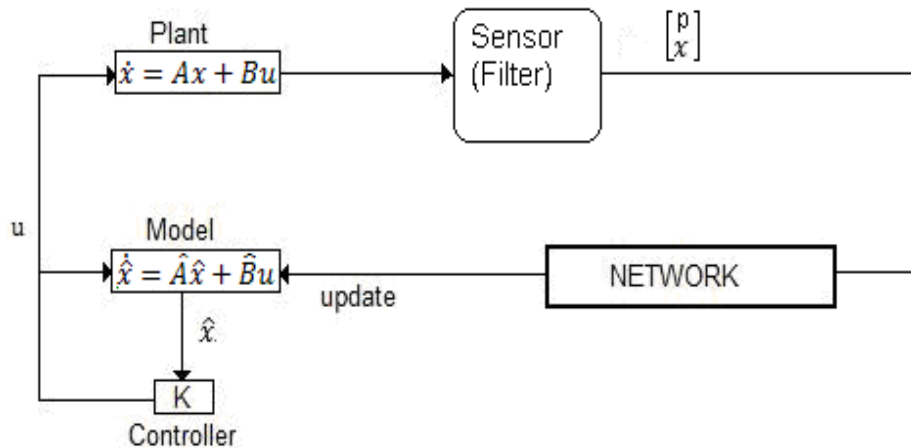 Plant
ẋ = Ax + Bu
Sensor
(Filter)
[p
x]
u
Model
x̂̇ = Âx̂ + B̂u
update
NETWORK
x̂
K
Controller